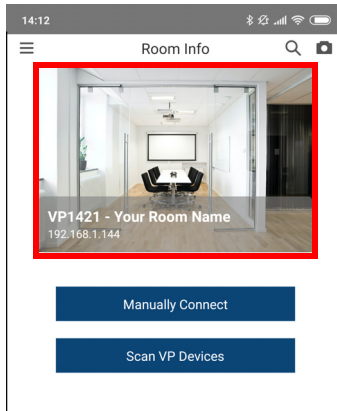 14:12
Room Info
VP1421 - Your Room Name
192.168.1.144
Manually Connect
Scan VP Devices